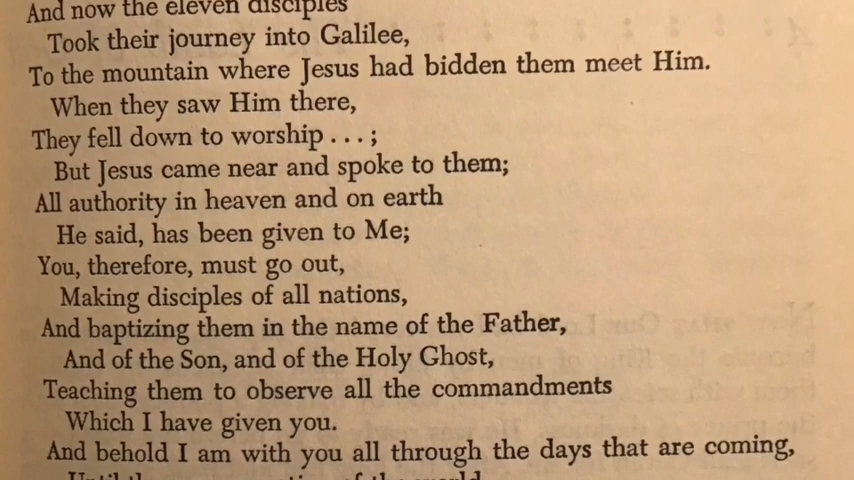 And now the eleven disciples
Took their journey into Galilee,
To the mountain where Jesus had bidden them meet Him.
When they saw Him there,
They fell down to worship . . . ;
But Jesus came near and spoke to them;
All authority in heaven and on earth
He said, has been given to Me;
You, therefore, must go out,
Making disciples of all nations,
And baptizing them in the name of the Father,
And of the Son, and of the Holy Ghost,
Teaching them to observe all the commandments
Which I have given you.
And behold I am with you all through the days that are coming,
of the world